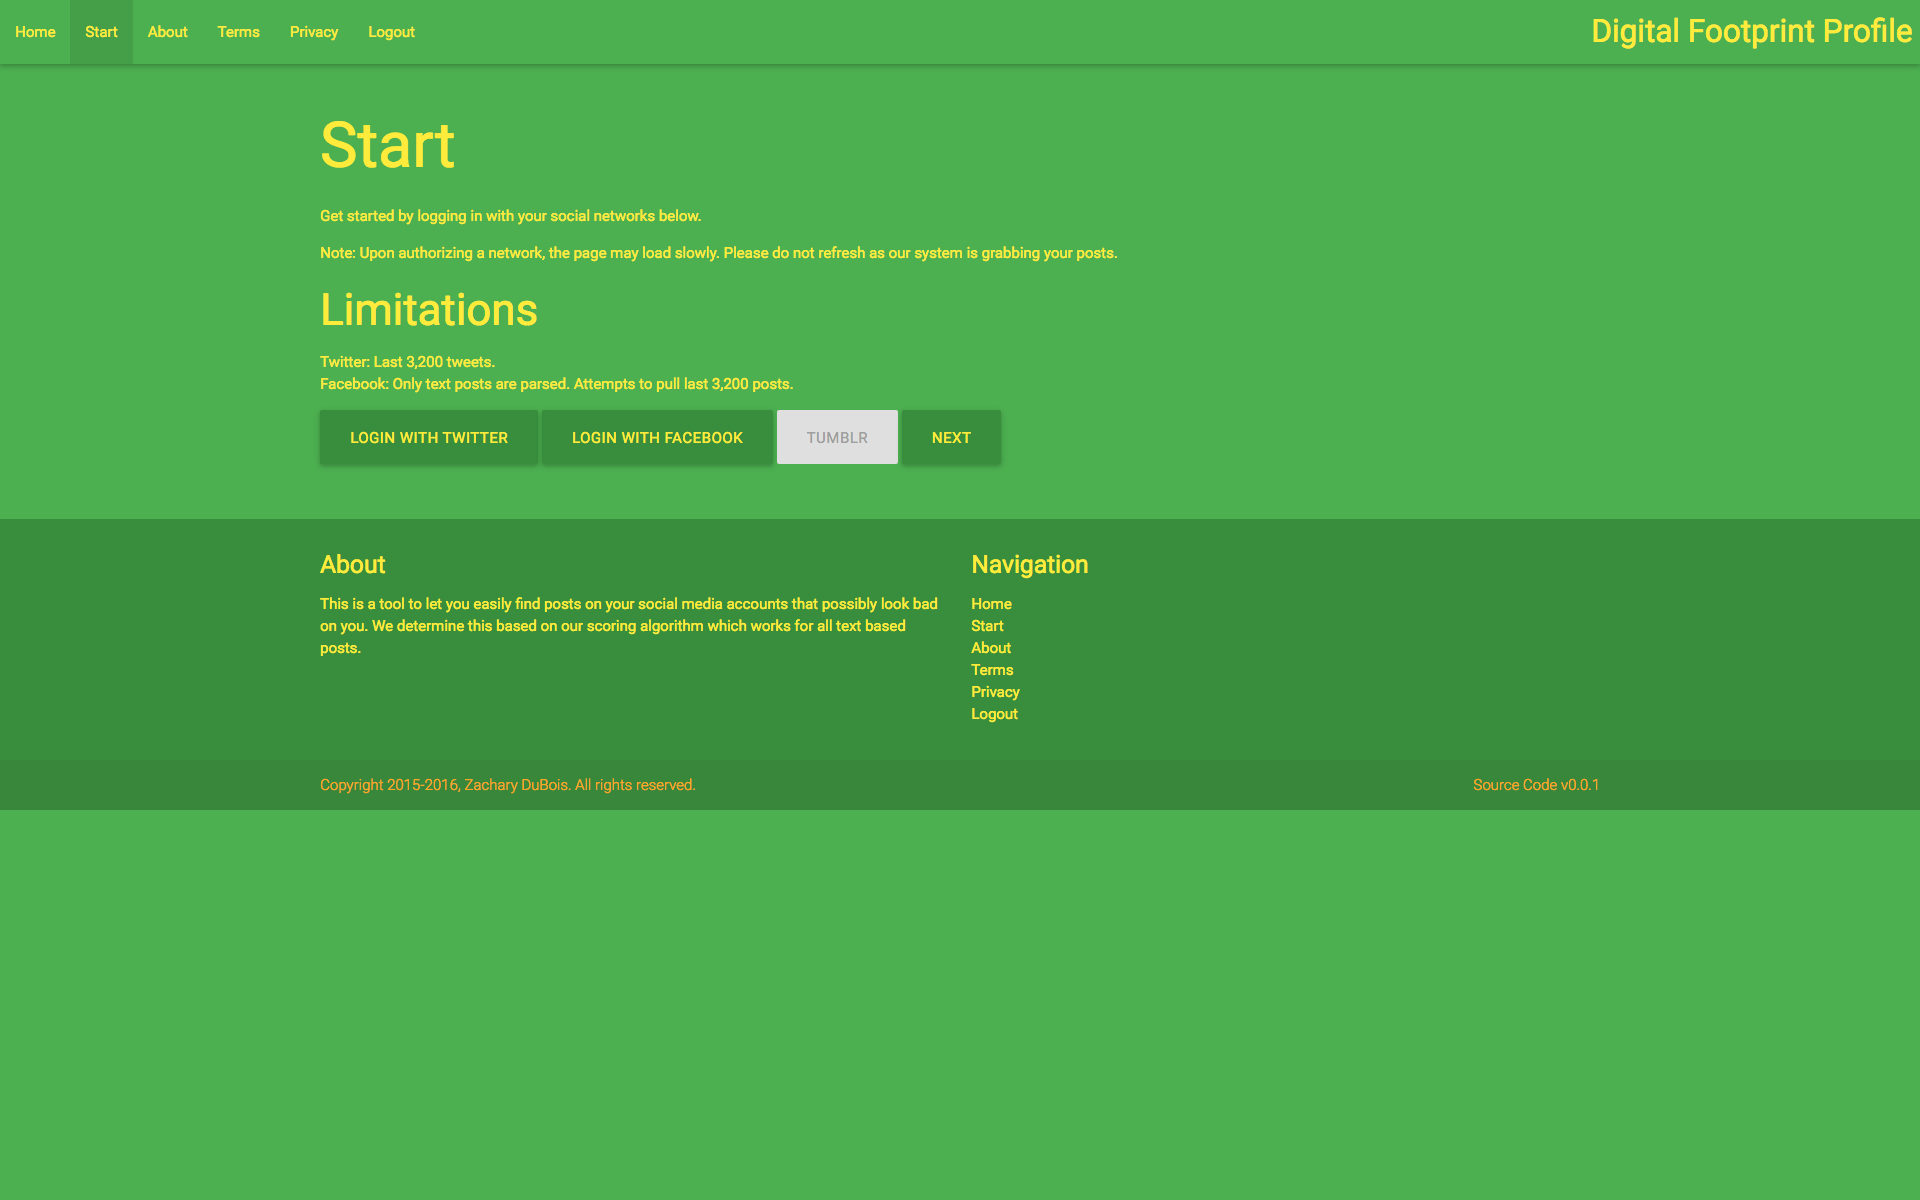 Home Start About Terms Privacy Logout Digital Footprint Profile
Start
Get started by logging in with your social networks below.
Note: Upon authorizing a network, the page may load slowly. Please do not refresh as our system is grabbing your posts.
Limitations
Twitter: Last 3,200 tweets.
Facebook: Only text posts are parsed. Attempts to pull last 3,200 posts.
LOGIN WITH TWITTER LOGIN WITH FACEBOOK TUMBLR NEXT
About
This is a tool to let you easily find posts on your social media accounts that possibly look bad
on you. We determine this based on our scoring algorithm which works for all text based
posts.
Navigation
Home
Start
About
Terms
Privacy
Logout
Copyright 2015-2016, Zachary DuBois. All rights reserved. Source Code v0.0.1